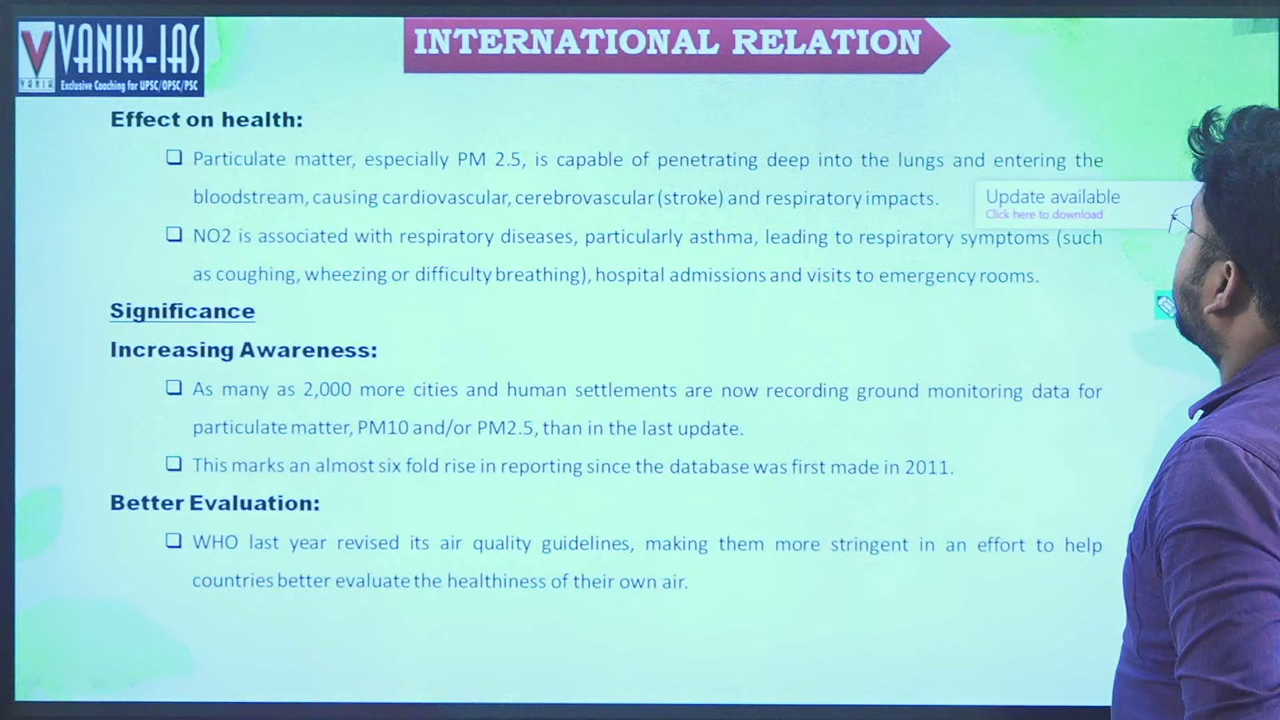 VANIK-IAS
Exclusive Coaching for UPSC/OPSC/PSC
VANIK
INTERNATIONAL RELATION
Effect on health:
❑ Particulate matter, especially PM 2.5, is capable of penetrating deep into the lungs and entering the
bloodstream, causing cardiovascular, cerebrovascular (stroke) and respiratory impacts.
Update available
Click here to download
❑ NO2 is associated with respiratory diseases, particularly asthma, leading to respiratory symptoms (such
as coughing, wheezing or difficulty breathing), hospital admissions and visits to emergency rooms.
Significance
Increasing Awareness:
❑ As many as 2,000 more cities and human settlements are now recording ground monitoring data for
particulate matter, PM10 and/or PM2.5, than in the last update.
❑ This marks an almost six fold rise in reporting since the database was first made in 2011.
Better Evaluation:
❑ WHO last year revised its air quality guidelines, making them more stringent in an effort to help
countries better evaluate the healthiness of their own air.